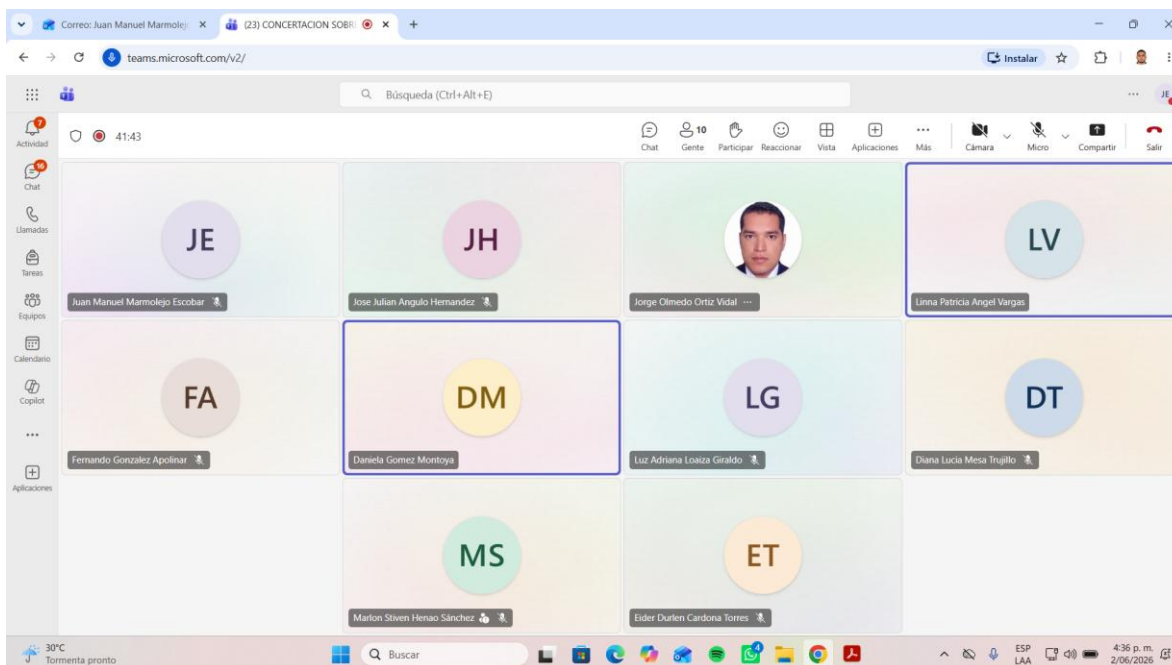 Correo: Juan Manuel Marmolej
(23) CONCERTACION SOBR
teams.microsoft.com/v2/
Instalar
Búsqueda (Ctrl+Alt+E)
JE
7
Actividad
41:43
Chat
10
Gente
Participar
Reaccionar
Vista
Aplicaciones
Más
Cámara
Micro
Compartir
Salir
16
Chat
Llamadas
Tareas
Equipos
Calendario
Copilot
Aplicaciones
JE
Juan Manuel Marmolejo Escobar
JH
Jose Julian Angulo Hernandez
Jorge Olmedo Ortiz Vidal
LV
Linna Patricia Angel Vargas
FA
Fernando Gonzalez Apolinar
DM
Daniela Gomez Montoya
LG
Luz Adriana Loaiza Giraldo
DT
Diana Lucia Mesa Trujillo
MS
Marlon Stiven Henao Sánchez
ET
Eider Durlen Cardona Torres
30°C
Tormenta pronto
Buscar
4
ESP
LAA
4:36 p. m.
2/06/2026